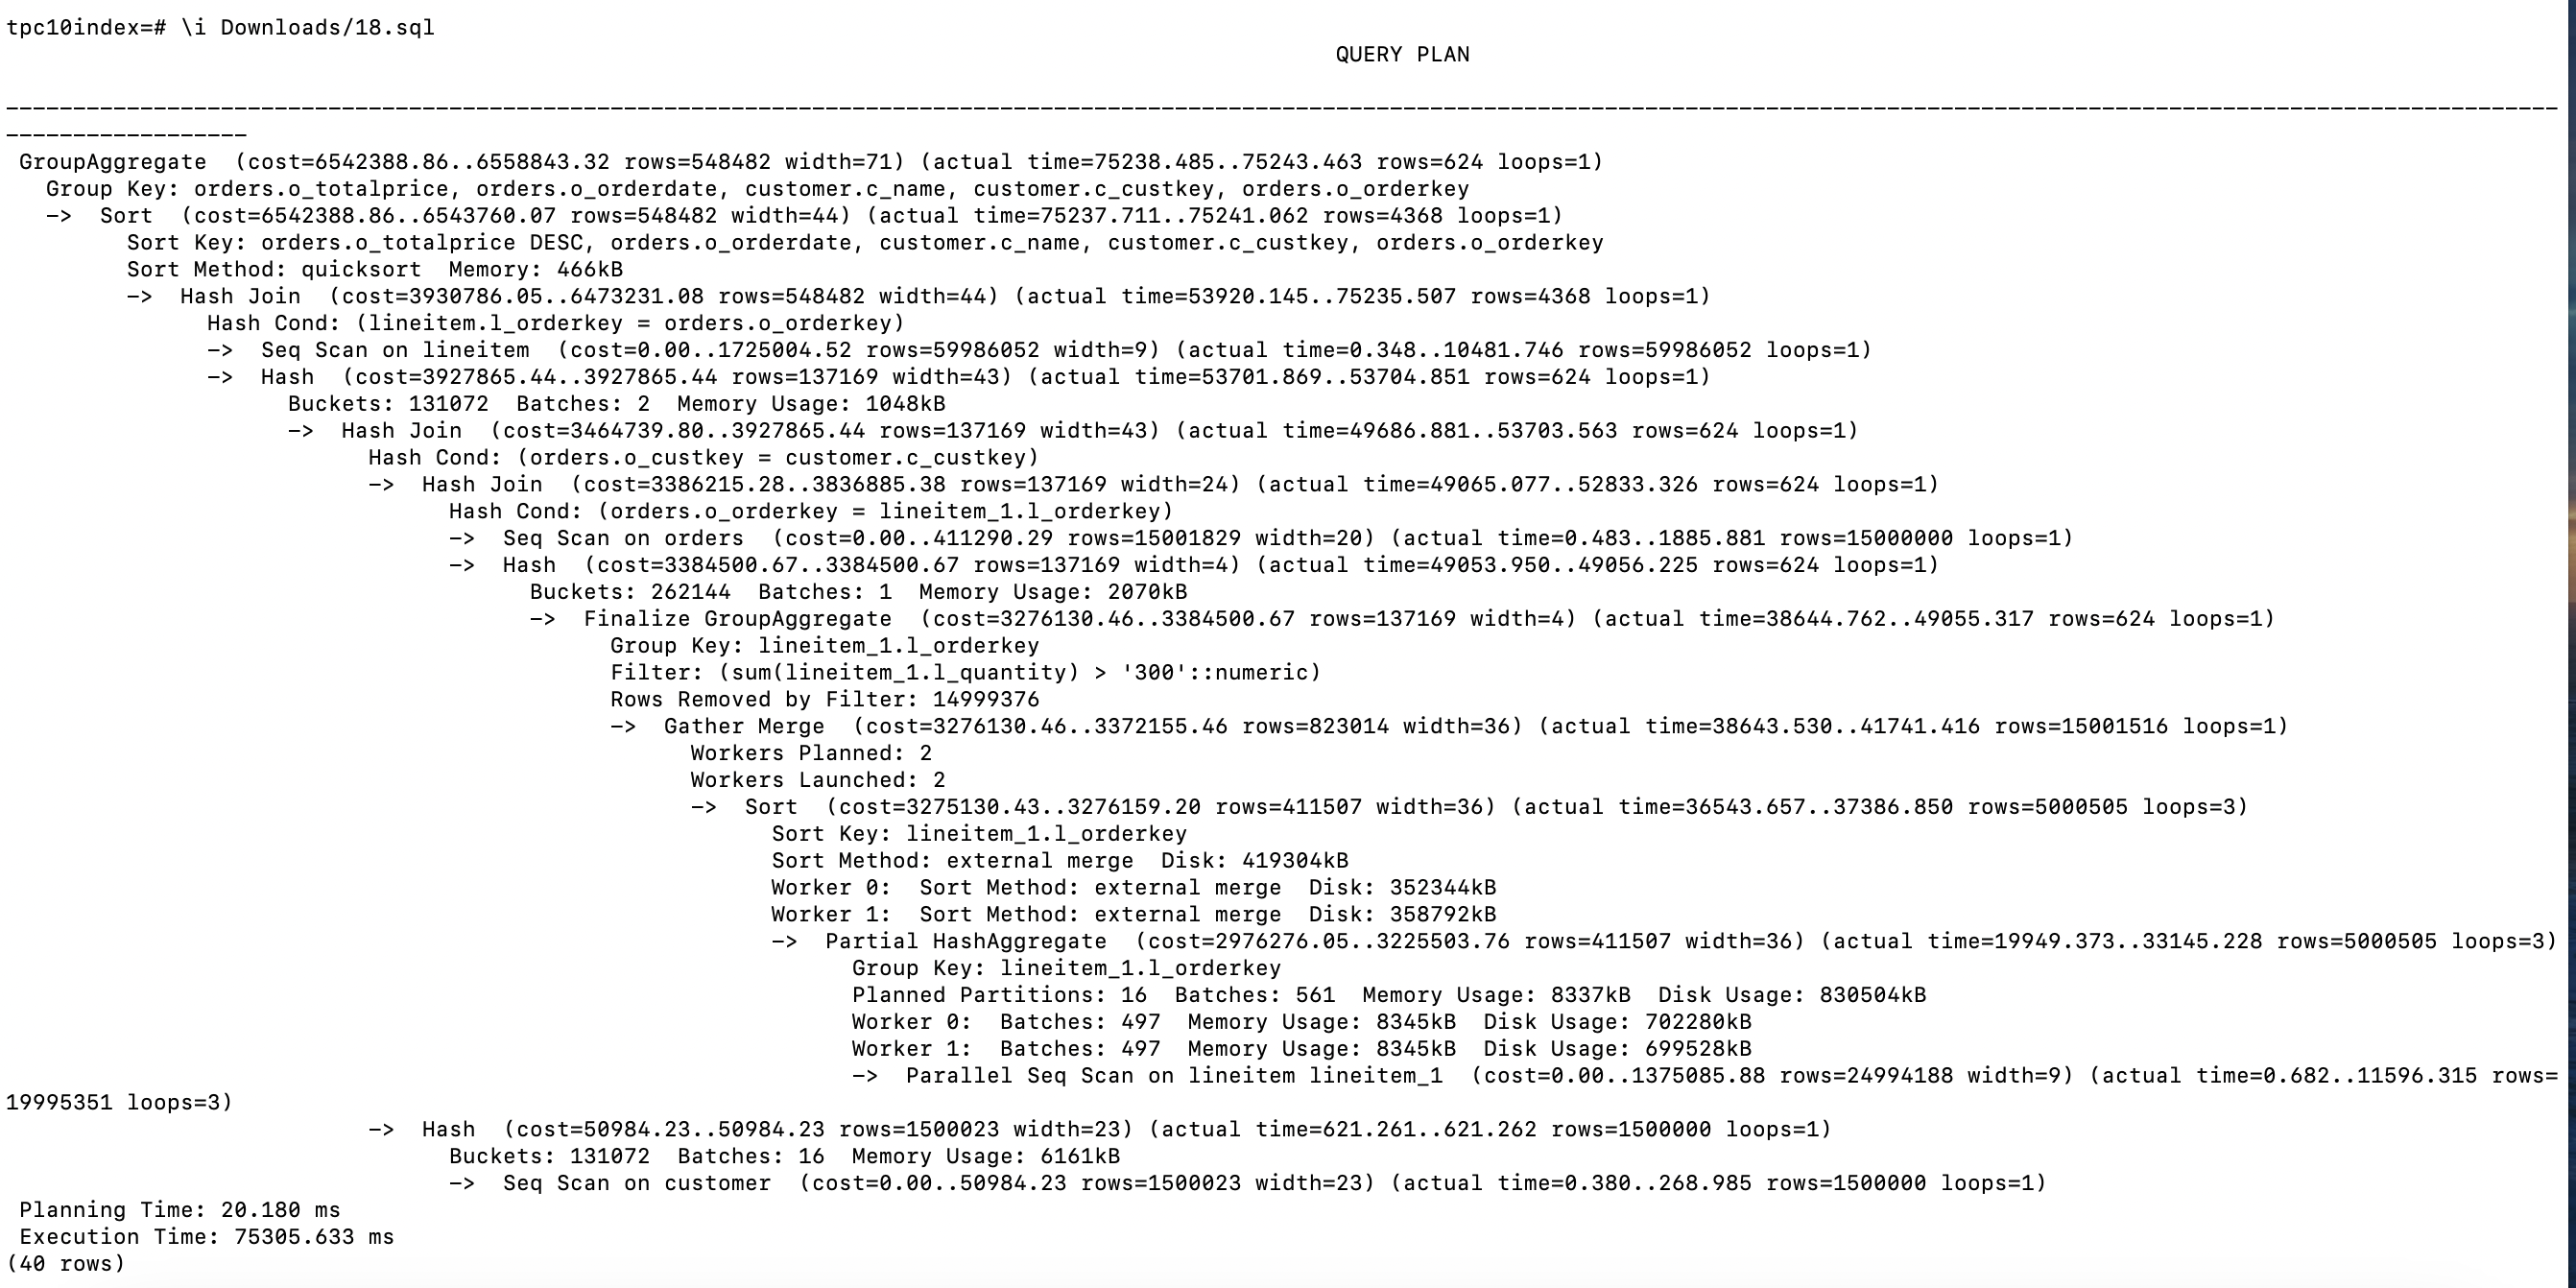 tpc10index=# \i Downloads/18.sql
QUERY PLAN
----------------------------------------------------------------------------------------------------------------------------------------------------------------------------------------------
------------------
GroupAggregate  (cost=6542388.86..6558843.32 rows=548482 width=71) (actual time=75238.485..75243.463 rows=624 loops=1)
Group Key: orders.o_totalprice, orders.o_orderdate, customer.c_name, customer.c_custkey, orders.o_orderkey
->  Sort  (cost=6542388.86..6543760.07 rows=548482 width=44) (actual time=75237.711..75241.062 rows=4368 loops=1)
Sort Key: orders.o_totalprice DESC, orders.o_orderdate, customer.c_name, customer.c_custkey, orders.o_orderkey
Sort Method: quicksort  Memory: 466kB
->  Hash Join  (cost=3930786.05..6473231.08 rows=548482 width=44) (actual time=53920.145..75235.507 rows=4368 loops=1)
Hash Cond: (lineitem.l_orderkey = orders.o_orderkey)
->  Seq Scan on lineitem  (cost=0.00..1725004.52 rows=59986052 width=9) (actual time=0.348..10481.746 rows=59986052 loops=1)
->  Hash  (cost=3927865.44..3927865.44 rows=137169 width=43) (actual time=53701.869..53704.851 rows=624 loops=1)
Buckets: 131072  Batches: 2  Memory Usage: 1048kB
->  Hash Join  (cost=3464739.80..3927865.44 rows=137169 width=43) (actual time=49686.881..53703.563 rows=624 loops=1)
Hash Cond: (orders.o_custkey = customer.c_custkey)
->  Hash Join  (cost=3386215.28..3836885.38 rows=137169 width=24) (actual time=49065.077..52833.326 rows=624 loops=1)
Hash Cond: (orders.o_orderkey = lineitem_1.l_orderkey)
->  Seq Scan on orders  (cost=0.00..411290.29 rows=15001829 width=20) (actual time=0.483..1885.881 rows=15000000 loops=1)
->  Hash  (cost=3384500.67..3384500.67 rows=137169 width=4) (actual time=49053.950..49056.225 rows=624 loops=1)
Buckets: 262144  Batches: 1  Memory Usage: 2070kB
->  Finalize GroupAggregate  (cost=3276130.46..3384500.67 rows=137169 width=4) (actual time=38644.762..49055.317 rows=624 loops=1)
Group Key: lineitem_1.l_orderkey
Filter: (sum(lineitem_1.l_quantity) > '300'::numeric)
Rows Removed by Filter: 14999376
->  Gather Merge  (cost=3276130.46..3372155.46 rows=823014 width=36) (actual time=38643.530..41741.416 rows=15001516 loops=1)
Workers Planned: 2
Workers Launched: 2
->  Sort  (cost=3275130.43..3276159.20 rows=411507 width=36) (actual time=36543.657..37386.850 rows=5000505 loops=3)
Sort Key: lineitem_1.l_orderkey
Sort Method: external merge  Disk: 419304kB
Worker 0:  Sort Method: external merge  Disk: 352344kB
Worker 1:  Sort Method: external merge  Disk: 358792kB
->  Partial HashAggregate  (cost=2976276.05..3225503.76 rows=411507 width=36) (actual time=19949.373..33145.228 rows=5000505 loops=3)
Group Key: lineitem_1.l_orderkey
Planned Partitions: 16  Batches: 561  Memory Usage: 8337kB  Disk Usage: 830504kB
Worker 0:  Batches: 497  Memory Usage: 8345kB  Disk Usage: 702280kB
Worker 1:  Batches: 497  Memory Usage: 8345kB  Disk Usage: 699528kB
->  Parallel Seq Scan on lineitem lineitem_1  (cost=0.00..1375085.88 rows=24994188 width=9) (actual time=0.682..11596.315 rows=
19995351 loops=3)
->  Hash  (cost=50984.23..50984.23 rows=1500023 width=23) (actual time=621.261..621.262 rows=1500000 loops=1)
Buckets: 131072  Batches: 16  Memory Usage: 6161kB
->  Seq Scan on customer  (cost=0.00..50984.23 rows=1500023 width=23) (actual time=0.380..268.985 rows=1500000 loops=1)
Planning Time: 20.180 ms
Execution Time: 75305.633 ms
(40 rows)